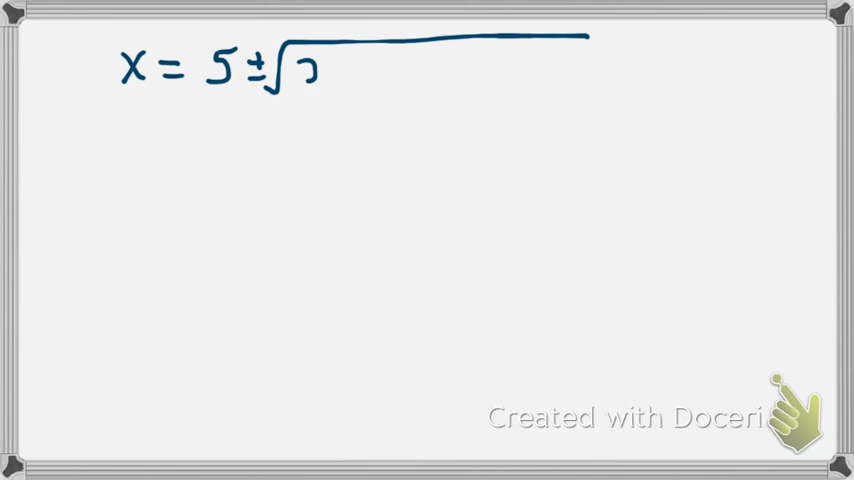 x = 5 ± √
Created with Doceri